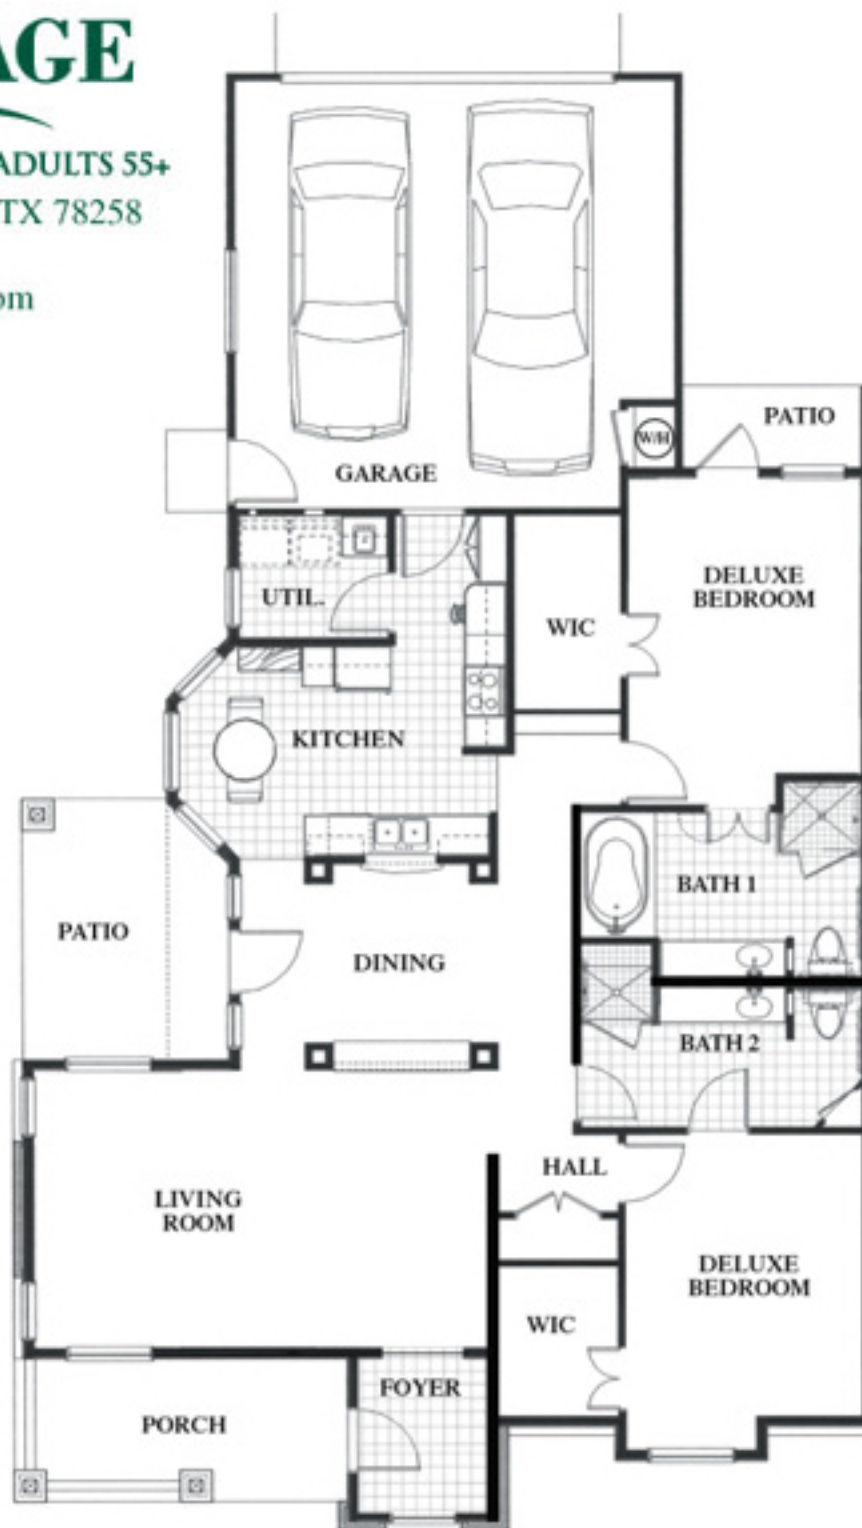 AGE
ADULTS 55+
TX 78258
om
GARAGE
W/H
PATIO
DELUXE
BEDROOM
UTIL.
WIC
KITCHEN
BATH 1
PATIO
DINING
BATH 2
HALL
LIVING
ROOM
DELUXE
BEDROOM
WIC
FOYER
PORCH